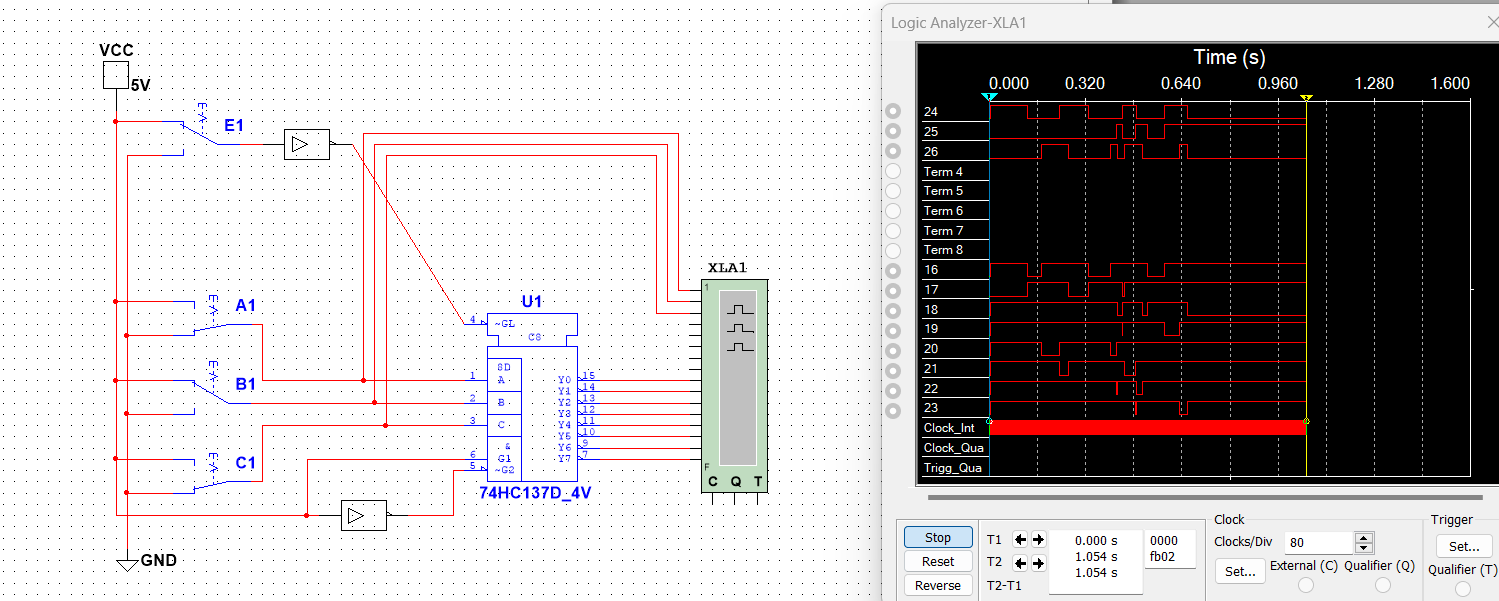 VCC
5V
E1
A1
B1
C1
GND
U1
4
~GL
C8
8D
1
A
2
B
3
C
&
6
G1
5
~G2
Y0 15
Y1 14
Y2 13
Y3 12
Y4 11
Y5 10
Y6 9
Y7 7
74HC137D_4V
XLA1
1
F
C Q T
Logic Analyzer-XLA1
Time (s)
0.000 0.320 0.640 0.960 1.280 1.600
24
25
26
Term 4
Term 5
Term 6
Term 7
Term 8
16
17
18
19
20
21
22
23
Clock_Int
Clock_Qua
Trigg_Qua
Stop
Reset
Reverse
T1 0.000 s 0000
T2 1.054 s fb02
T2-T1 1.054 s
Clock
Clocks/Div 80
Set...
External (C) Qualifier (Q)
Trigger
Set...
Qualifier (T)